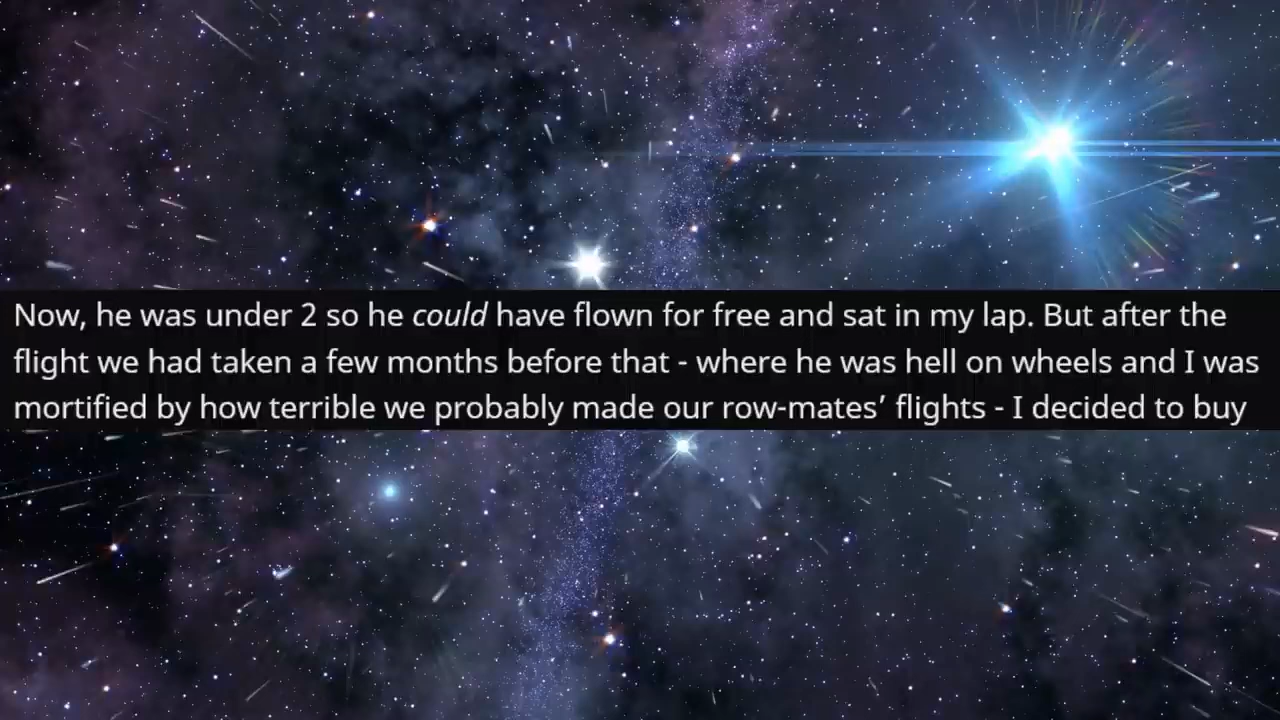 Now, he was under 2 so he could have flown for free and sat in my lap. But after the
flight we had taken a few months before that - where he was hell on wheels and I was
mortified by how terrible we probably made our row-mates’ flights - I decided to buy